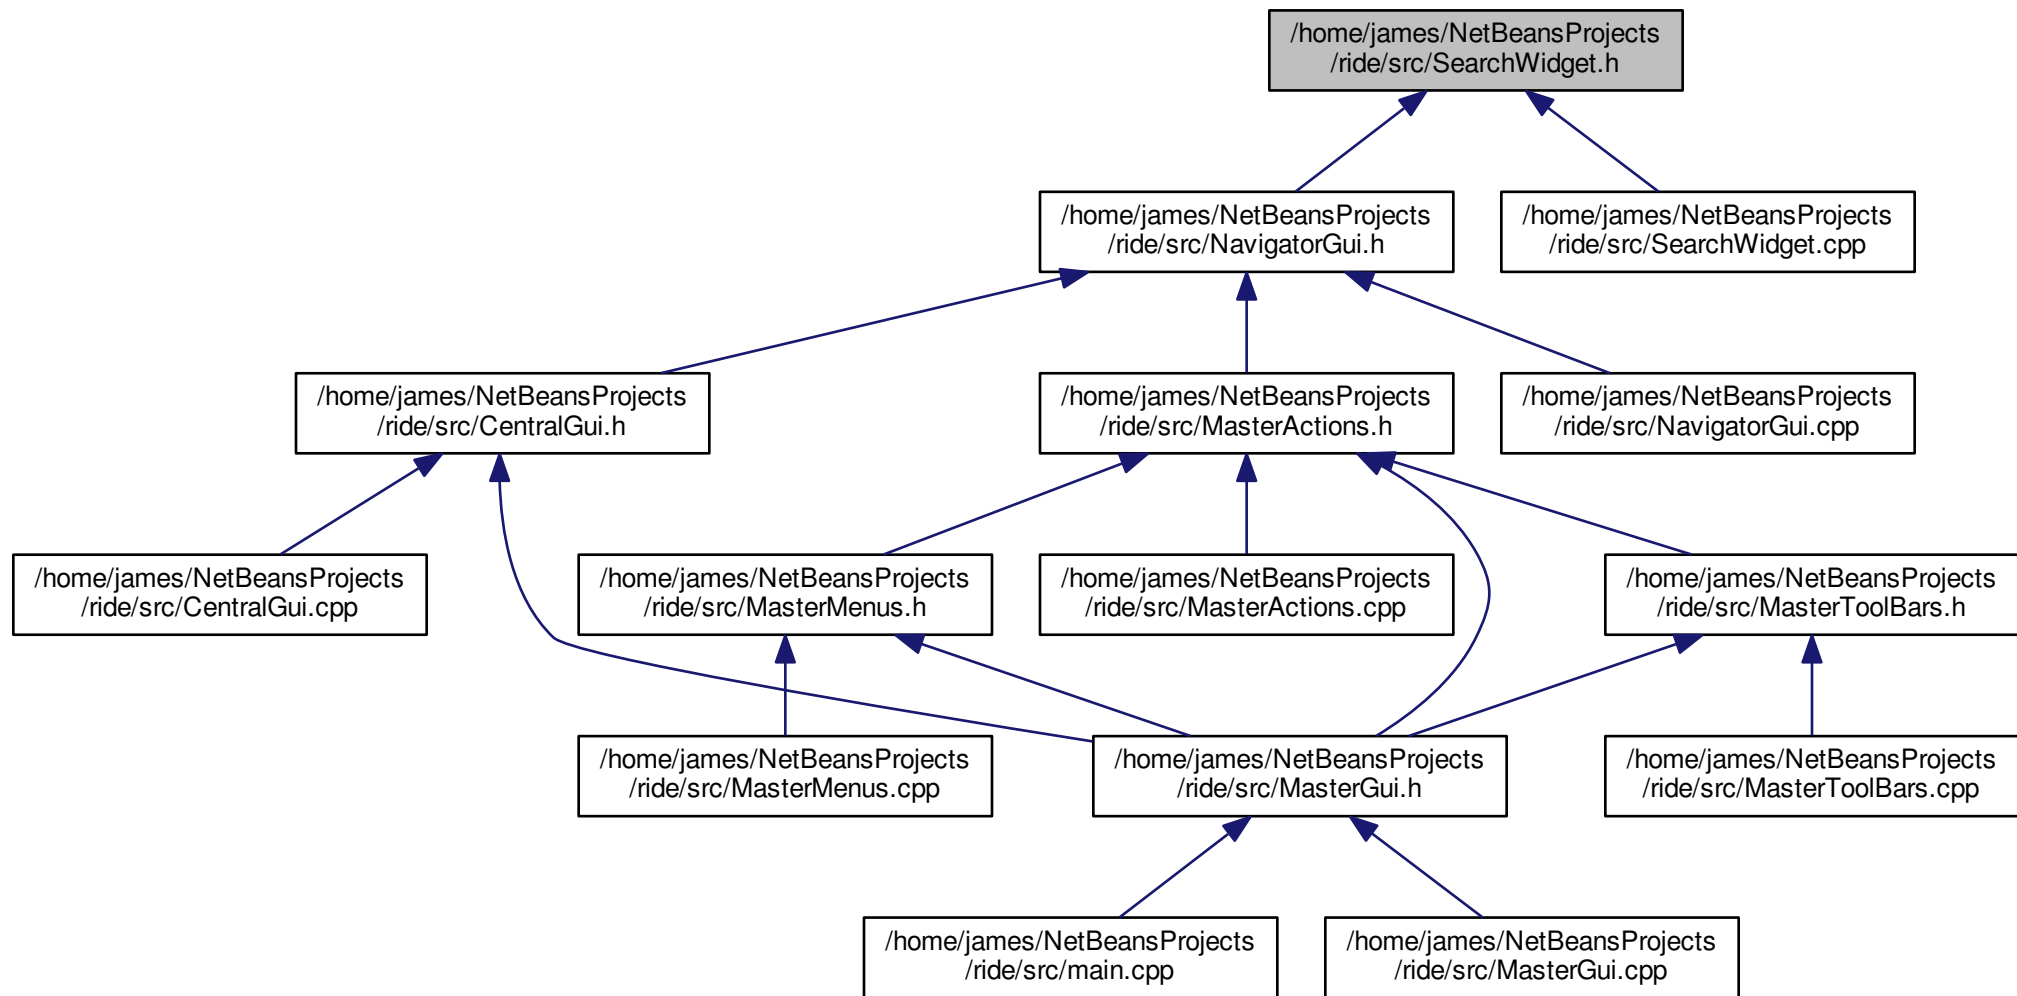 /home/james/NetBeansProjects
/ride/src/SearchWidget.h
/home/james/NetBeansProjects
/ride/src/NavigatorGui.h
/home/james/NetBeansProjects
/ride/src/SearchWidget.cpp
/home/james/NetBeansProjects
/ride/src/CentralGui.h
/home/james/NetBeansProjects
/ride/src/MasterActions.h
/home/james/NetBeansProjects
/ride/src/NavigatorGui.cpp
/home/james/NetBeansProjects
/ride/src/CentralGui.cpp
/home/james/NetBeansProjects
/ride/src/MasterMenus.h
/home/james/NetBeansProjects
/ride/src/MasterActions.cpp
/home/james/NetBeansProjects
/ride/src/MasterToolBars.h
/home/james/NetBeansProjects
/ride/src/MasterMenus.cpp
/home/james/NetBeansProjects
/ride/src/MasterGui.h
/home/james/NetBeansProjects
/ride/src/MasterToolBars.cpp
/home/james/NetBeansProjects
/ride/src/main.cpp
/home/james/NetBeansProjects
/ride/src/MasterGui.cpp